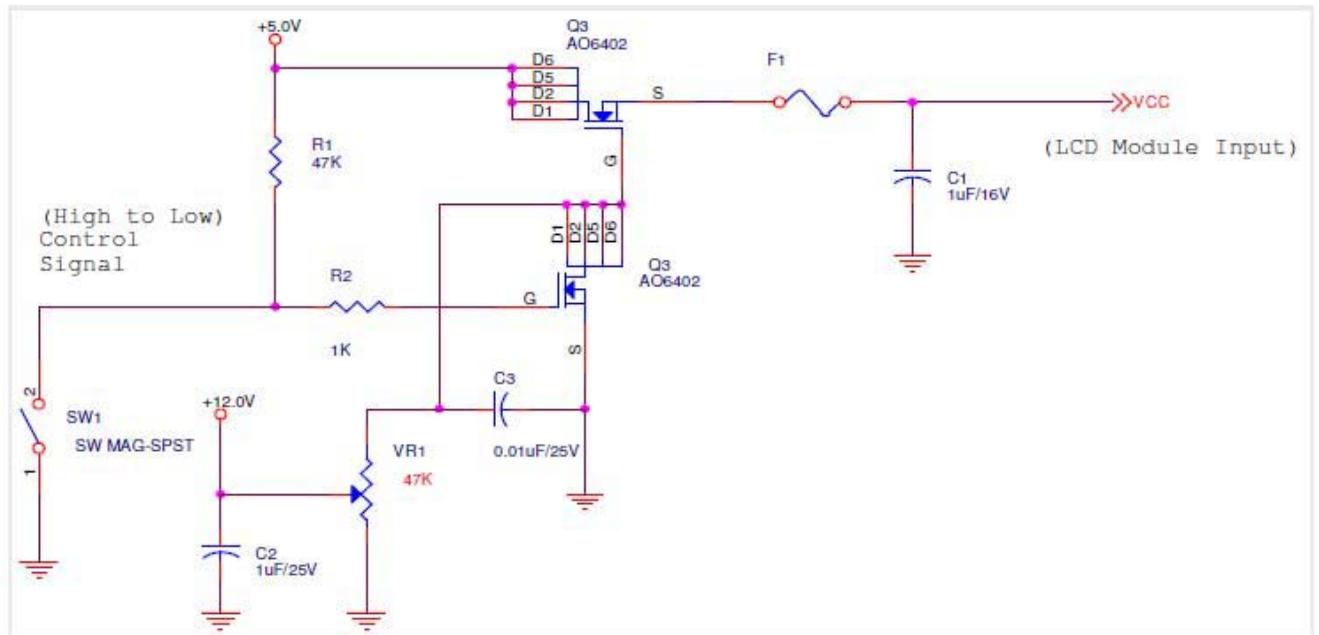 +5.0V
Q3
AO6402
D6
D5
D2
D1
S
G
F1
VCC
(LCD Module Input)
R1
47K
C1
1uF/16V
(High to Low)
Control
Signal
D1
D2
D5
D6
Q3
AO6402
R2
1K
G
S
C3
0.01uF/25V
2
SW1
SW MAG-SPST
1
+12.0V
VR1
47K
C2
1uF/25V